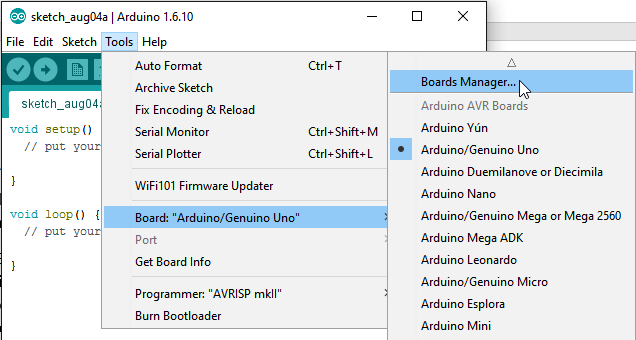 sketch_aug04a | Arduino 1.6.10
File Edit Sketch Tools Help
sketch_aug04a
void setup()
// put your
}
void loop() {
// put your
}
Auto Format Ctrl+T
Archive Sketch
Fix Encoding & Reload
Serial Monitor Ctrl+Shift+M
Serial Plotter Ctrl+Shift+L
WiFi101 Firmware Updater
Board: "Arduino/Genuino Uno"
Port
Get Board Info
Programmer: "AVRISP mkII"
Burn Bootloader
Boards Manager...
Arduino AVR Boards
Arduino Yún
Arduino/Genuino Uno
Arduino Duemilanove or Diecimila
Arduino Nano
Arduino/Genuino Mega or Mega 2560
Arduino Mega ADK
Arduino Leonardo
Arduino/Genuino Micro
Arduino Esplora
Arduino Mini